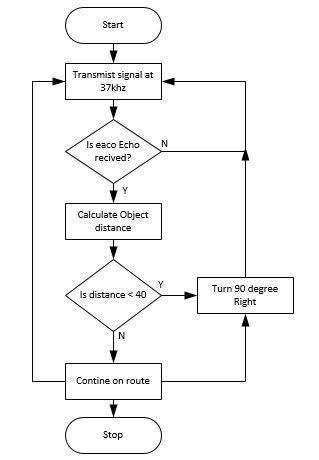 Start
Transmist signal at
37khz
Is eaco Echo
recived?
N
Y
Calculate Object
distance
Is distance < 40
Y
Turn 90 degree
Right
N
Contine on route
Stop